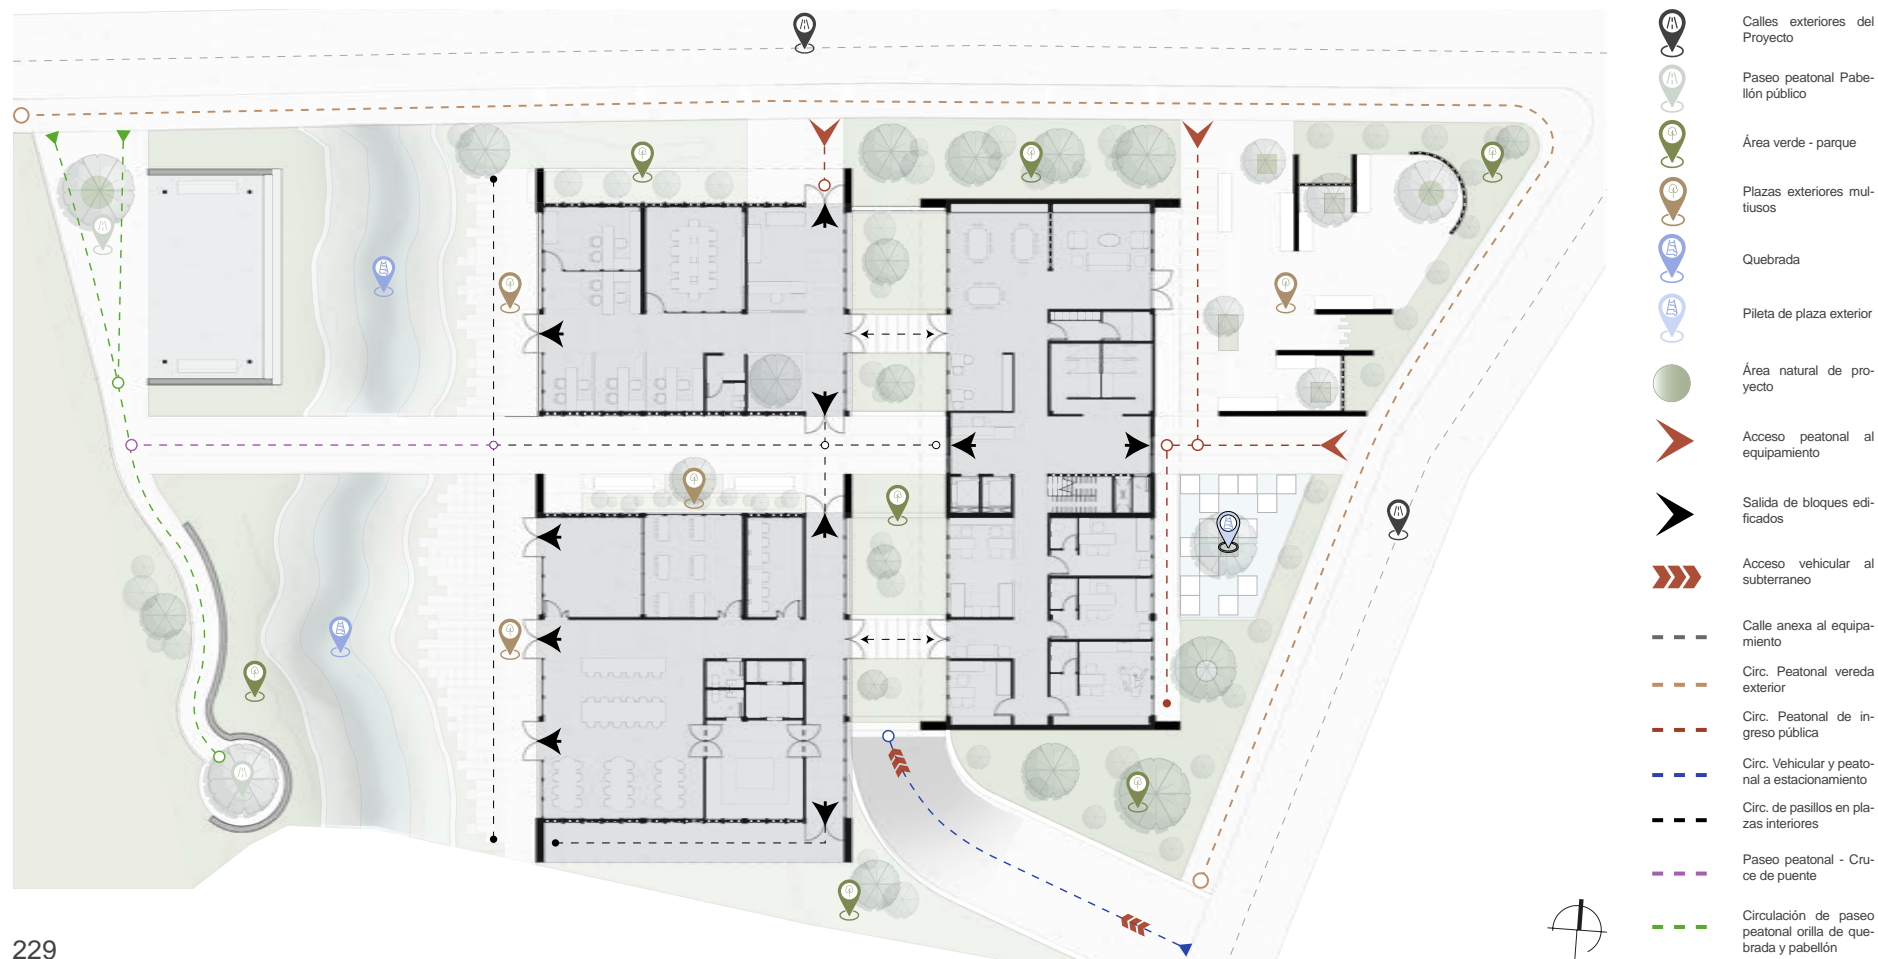 Calles exteriores del
Proyecto
Paseo peatonal Pabe-
llón público
Área verde - parque
Plazas exteriores mul-
tiusos
Quebrada
Pileta de plaza exterior
Área natural de pro-
yecto
Acceso peatonal al
equipamiento
Salida de bloques edi-
ficados
Acceso vehicular al
subterraneo
Calle anexa al equipa-
miento
Circ. Peatonal vereda
exterior
Circ. Peatonal de in-
greso pública
Circ. Vehicular y peato-
nal a estacionamiento
Circ. de pasillos en pla-
zas interiores
Paseo peatonal - Cru-
ce de puente
Circulación de paseo
peatonal orilla de que-
brada y pabellón
229